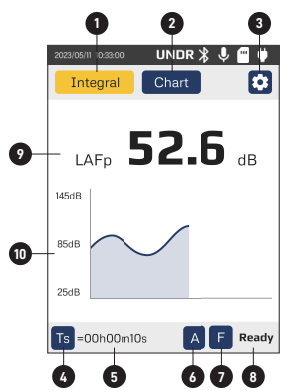 1 2 3
2023/05/11 10:33:00 UNDR
Integral Chart
9 LAFp 52.6 dB
145dB
10 85dB
25dB
Ts =00h00m10s A F Ready
4 5 6 7 8